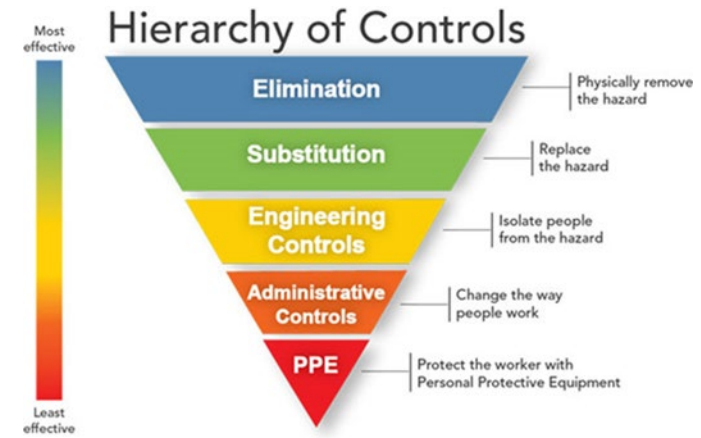 Hierarchy of Controls
Most
effective
Elimination
Physically remove
the hazard
Substitution
Replace
the hazard
Engineering
Controls
Isolate people
from the hazard
Administrative
Controls
Change the way
people work
PPE
Protect the worker with
Personal Protective Equipment
Least
effective